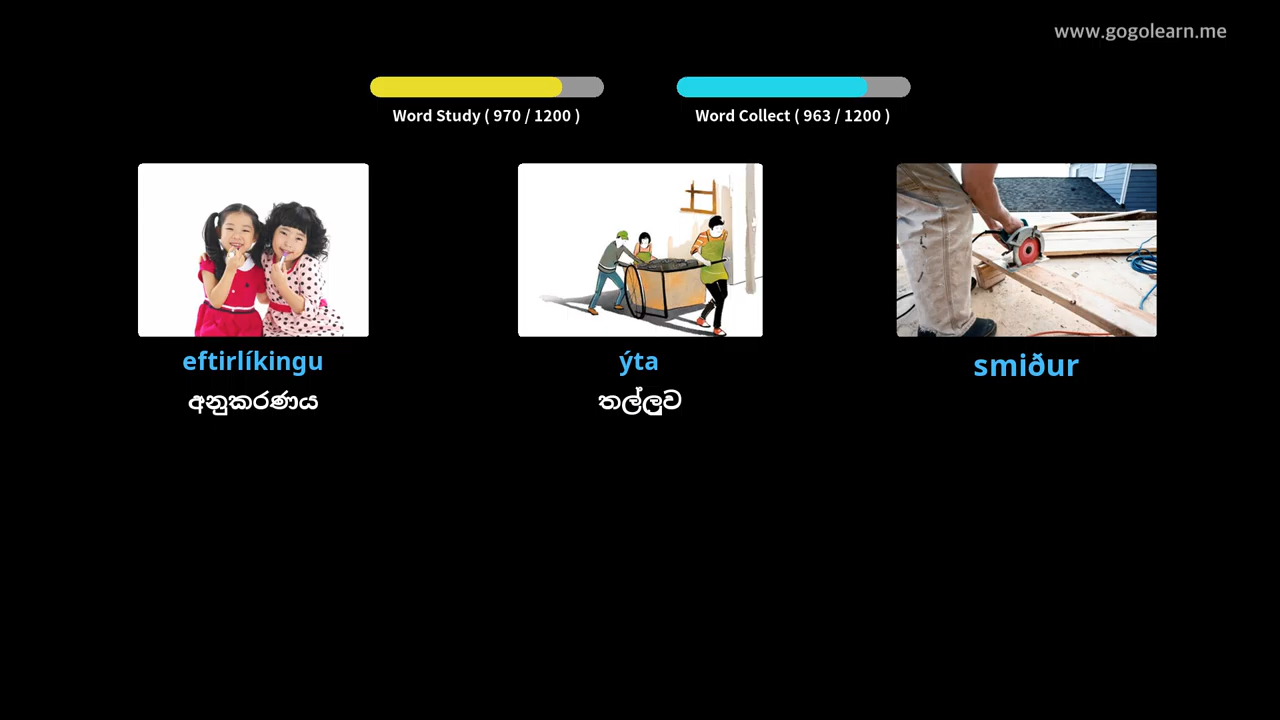 www.gogolearn.me
Word Study ( 970 / 1200 )
Word Collect ( 963 / 1200 )
eftirlíkingu
ýta
smiður
අනුකරණය
තල්ලුව